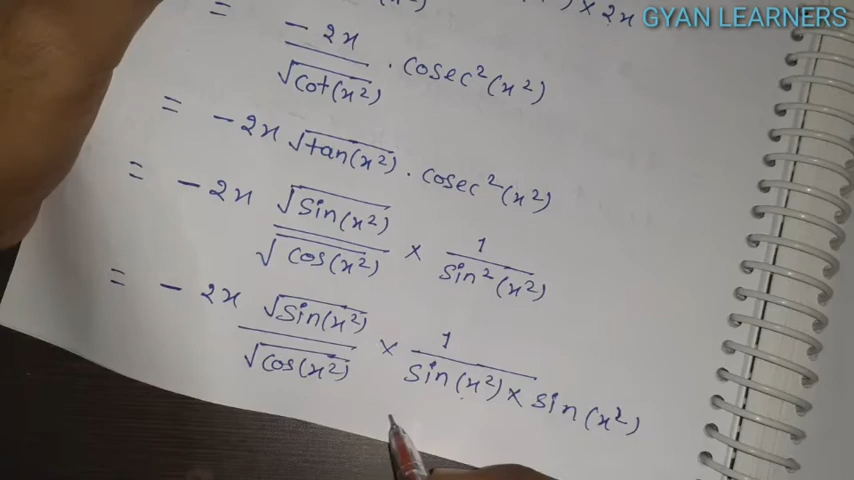 × 2x GYAN LEARNERS
= -2x / √cot(x²) · cosec²(x²)
= -2x √tan(x²) · cosec²(x²)
= -2x √sin(x²) / √cos(x²) × 1 / sin²(x²)
= -2x √sin(x²) / √cos(x²) × 1 / sin(x²) × sin(x²)